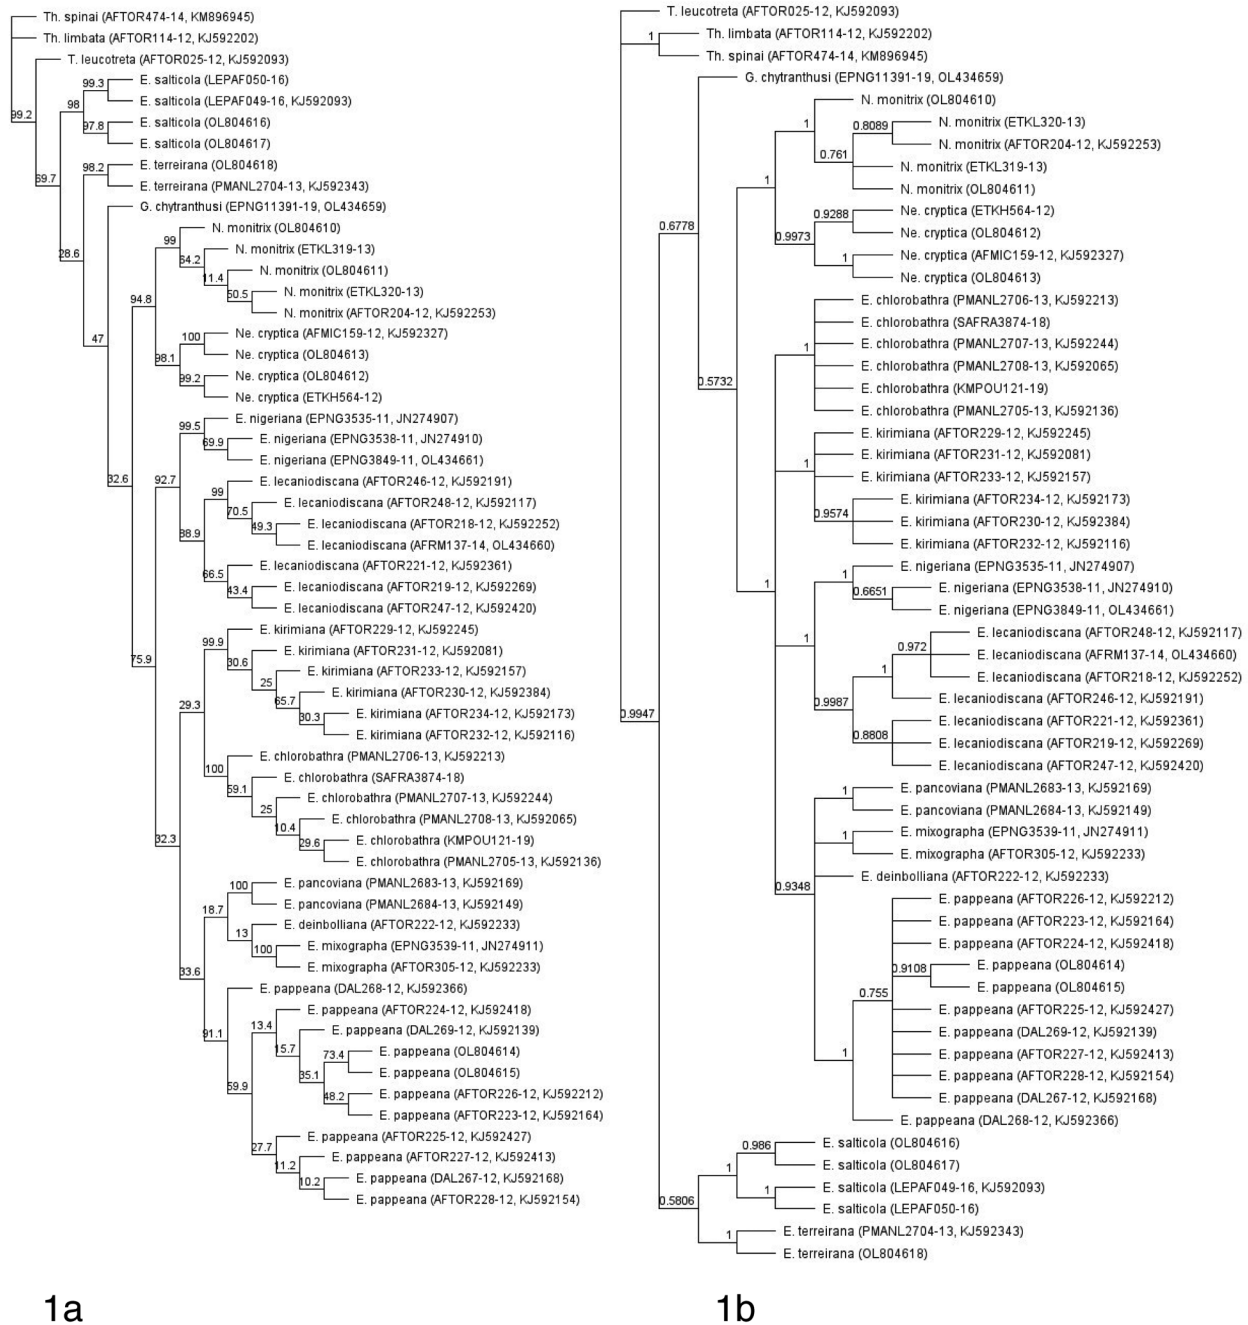 Th. spinai (AFTOR474-14, KM896945)
Th. limbata (AFTOR114-12, KJ592202)
T. leucotreta (AFTOR025-12, KJ592093)
99.3
E. salticola (LEPAF050-16)
98
E. salticola (LEPAF049-16, KJ592093)
99.2
97.8
E. salticola (OL804616)
E. salticola (OL804617)
98.2
E. terreirana (OL804618)
69.7
E. terreirana (PMANL2704-13, KJ592343)
G. chytranthusi (EPNG11391-19, OL434659)
N. monitrix (OL804610)
99
28.6
N. monitrix (ETKL319-13)
64.2
N. monitrix (OL804611)
11.4
N. monitrix (ETKL320-13)
50.5
94.8
N. monitrix (AFTOR204-12, KJ592253)
47
100
Ne. cryptica (AFMIC159-12, KJ592327)
98.1
Ne. cryptica (OL804613)
99.2
Ne. cryptica (OL804612)
Ne. cryptica (ETKH564-12)
99.5
E. nigeriana (EPNG3535-11, JN274907)
69.9
E. nigeriana (EPNG3538-11, JN274910)
E. nigeriana (EPNG3849-11, OL434661)
32.6
92.7
E. lecaniodiscana (AFTOR246-12, KJ592191)
99
E. lecaniodiscana (AFTOR248-12, KJ592117)
70.5
E. lecaniodiscana (AFTOR218-12, KJ592252)
49.3
38.9
E. lecaniodiscana (AFRM137-14, OL434660)
E. lecaniodiscana (AFTOR221-12, KJ592361)
66.5
E. lecaniodiscana (AFTOR219-12, KJ592269)
43.4
E. lecaniodiscana (AFTOR247-12, KJ592420)
E. kirimiana (AFTOR229-12, KJ592245)
99.9
E. kirimiana (AFTOR231-12, KJ592081)
75.9
30.6
E. kirimiana (AFTOR233-12, KJ592157)
25
E. kirimiana (AFTOR230-12, KJ592384)
65.7
29.3
E. kirimiana (AFTOR234-12, KJ592173)
30.3
E. kirimiana (AFTOR232-12, KJ592116)
E. chlorobathra (PMANL2706-13, KJ592213)
100
E. chlorobathra (SAFRA3874-18)
59.1
E. chlorobathra (PMANL2707-13, KJ592244)
25
E. chlorobathra (PMANL2708-13, KJ592065)
10.4
32.3
E. chlorobathra (KMPOU121-19)
29.6
E. chlorobathra (PMANL2705-13, KJ592136)
100
E. pancoviana (PMANL2683-13, KJ592169)
18.7
E. pancoviana (PMANL2684-13, KJ592149)
13
E. deinbolliana (AFTOR222-12, KJ592233)
100
E. mixographa (EPNG3539-11, JN274911)
33.6
E. mixographa (AFTOR305-12, KJ592233)
E. pappeana (DAL268-12, KJ592366)
E. pappeana (AFTOR224-12, KJ592418)
91.1
13.4
E. pappeana (DAL269-12, KJ592139)
15.7
73.4
E. pappeana (OL804614)
35.1
E. pappeana (OL804615)
59.9
48.2
E. pappeana (AFTOR226-12, KJ592212)
E. pappeana (AFTOR223-12, KJ592164)
27.7
E. pappeana (AFTOR225-12, KJ592427)
11.2
E. pappeana (AFTOR227-12, KJ592413)
10.2
E. pappeana (DAL267-12, KJ592168)
E. pappeana (AFTOR228-12, KJ592154)
1a
T. leucotreta (AFTOR025-12, KJ592093)
1
Th. limbata (AFTOR114-12, KJ592202)
Th. spinai (AFTOR474-14, KM896945)
G. chytranthusi (EPNG11391-19, OL434659)
N. monitrix (OL804610)
1
0.8089
N. monitrix (ETKL320-13)
N. monitrix (AFTOR204-12, KJ592253)
0.761
N. monitrix (ETKL319-13)
1
N. monitrix (OL804611)
0.6778
0.9288
Ne. cryptica (ETKH564-12)
0.9973
Ne. cryptica (OL804612)
1
Ne. cryptica (AFMIC159-12, KJ592327)
Ne. cryptica (OL804613)
E. chlorobathra (PMANL2706-13, KJ592213)
E. chlorobathra (SAFRA3874-18)
1
E. chlorobathra (PMANL2707-13, KJ592244)
E. chlorobathra (PMANL2708-13, KJ592065)
0.5732
E. chlorobathra (KMPOU121-19)
E. chlorobathra (PMANL2705-13, KJ592136)
E. kirimiana (AFTOR229-12, KJ592245)
1
E. kirimiana (AFTOR231-12, KJ592081)
E. kirimiana (AFTOR233-12, KJ592157)
E. kirimiana (AFTOR234-12, KJ592173)
0.9574
E. kirimiana (AFTOR230-12, KJ592384)
E. kirimiana (AFTOR232-12, KJ592116)
1
1
E. nigeriana (EPNG3535-11, JN274907)
0.6651
E. nigeriana (EPNG3538-11, JN274910)
E. nigeriana (EPNG3849-11, OL434661)
1
0.972
E. lecaniodiscana (AFTOR248-12, KJ592117)
E. lecaniodiscana (AFRM137-14, OL434660)
1
E. lecaniodiscana (AFTOR218-12, KJ592252)
0.9987
E. lecaniodiscana (AFTOR246-12, KJ592191)
0.9947
E. lecaniodiscana (AFTOR221-12, KJ592361)
0.8808
E. lecaniodiscana (AFTOR219-12, KJ592269)
E. lecaniodiscana (AFTOR247-12, KJ592420)
1
E. pancoviana (PMANL2683-13, KJ592169)
E. pancoviana (PMANL2684-13, KJ592149)
1
E. mixographa (EPNG3539-11, JN274911)
E. mixographa (AFTOR305-12, KJ592233)
0.9348
E. deinbolliana (AFTOR222-12, KJ592233)
E. pappeana (AFTOR226-12, KJ592212)
E. pappeana (AFTOR223-12, KJ592164)
E. pappeana (AFTOR224-12, KJ592418)
0.9108
E. pappeana (OL804614)
E. pappeana (OL804615)
0.755
E. pappeana (AFTOR225-12, KJ592427)
E. pappeana (DAL269-12, KJ592139)
1
E. pappeana (AFTOR227-12, KJ592413)
E. pappeana (AFTOR228-12, KJ592154)
E. pappeana (DAL267-12, KJ592168)
E. pappeana (DAL268-12, KJ592366)
0.986
E. salticola (OL804616)
1
E. salticola (OL804617)
1
E. salticola (LEPAF049-16, KJ592093)
0.5806
E. salticola (LEPAF050-16)
1
E. terreirana (PMANL2704-13, KJ592343)
E. terreirana (OL804618)
1b